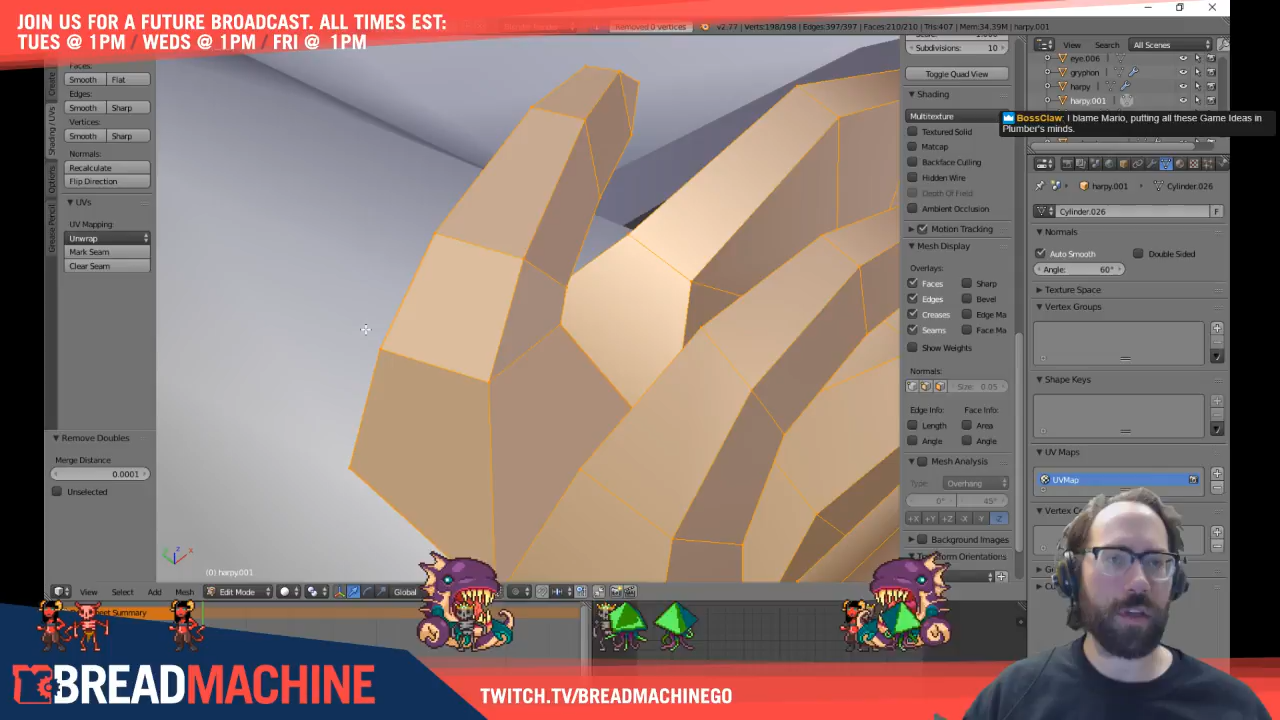 JOIN US FOR A FUTURE BROADCAST. ALL TIMES EST:
TUES @ 1PM / WEDS @ 1PM / FRI @ 1PM
Removed 0 vertices
v2.77 | Verts:198/198 | Edges:397/397 | Faces:210/210 | Tris:407 | Mem:34.39M | harpy.001
Faces:
Smooth Flat
Edges:
Smooth Sharp
Vertices:
Smooth Sharp
Normals:
Recalculate
Flip Direction
UVs
UV Mapping:
Unwrap
Mark Seam
Clear Seam
Create
Shading / UVs
Options
Grease Pencil
Remove Doubles
Merge Distance
0.0001
Unselected
Subdivisions: 10
Toggle Quad View
Shading
Multitexture
Textured Solid
Matcap
Backface Culling
Hidden Wire
Depth Of Field
Ambient Occlusion
Motion Tracking
Mesh Display
Overlays:
Faces Sharp
Edges Bevel
Creases Edge Ma
Seams Face Ma
Show Weights
Normals:
Size: 0.05
Edge Info: Face Info:
Length Area
Angle Angle
Mesh Analysis
Type: Overhang
0° 45°
+X +Y +Z -X -Y -Z
Background Images
Transform Orientations
View Search All Scenes
eye.006
gryphon
harpy
harpy.001
BossClaw: I blame Mario, putting all these Game Ideas in
Plumber's minds.
harpy.001 Cylinder.026
Cylinder.026 F
Normals
Auto Smooth Double Sided
Angle: 60°
Texture Space
Vertex Groups
Shape Keys
UV Maps
UVMap
(0) harpy.001
View Select Add Mesh Edit Mode Global
BREADMACHINE
TWITCH.TV/BREADMACHINEGO